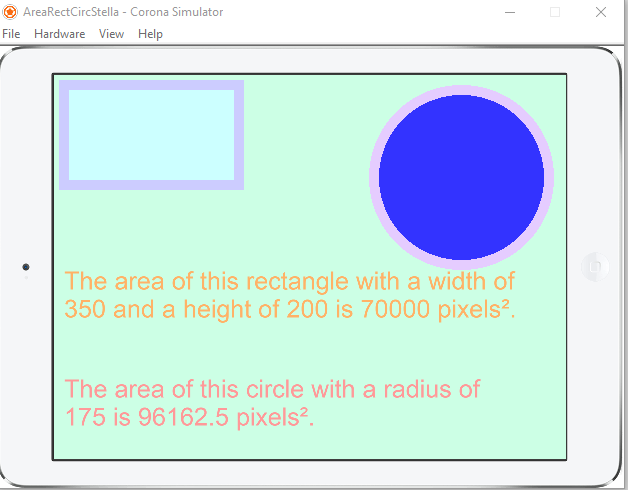 AreaRectCircStella - Corona Simulator
File Hardware View Help
The area of this rectangle with a width of
350 and a height of 200 is 70000 pixels².
The area of this circle with a radius of
175 is 96162.5 pixels².